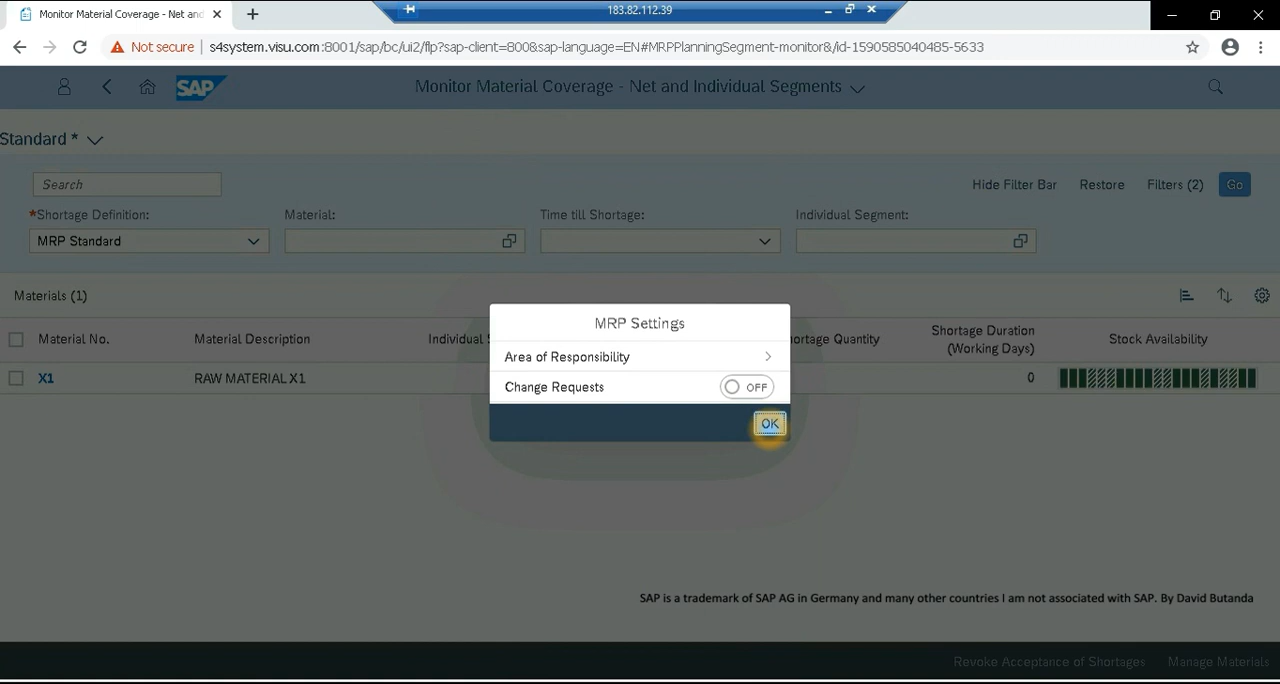 Monitor Material Coverage - Net and
183.82.112.39
Not secure
s4system.visu.com:8001/sap/bc/ui2/flp?sap-client=800&sap-language=EN#MRPPlanningSegment-monitor&/id-1590585040485-5633
SAP
Monitor Material Coverage - Net and Individual Segments
Standard *
Search
Hide Filter Bar
Restore
Filters (2)
Go
*Shortage Definition:
Material:
Time till Shortage:
Individual Segment:
MRP Standard
Materials (1)
Material No.
Material Description
Individual
Quantity
Shortage Duration
(Working Days)
Stock Availability
X1
RAW MATERIAL X1
0
MRP Settings
Area of Responsibility
Change Requests
OFF
OK
SAP is a trademark of SAP AG in Germany and many other countries I am not associated with SAP. By David Butanda
Revoke Acceptance of Shortages
Manage Materials